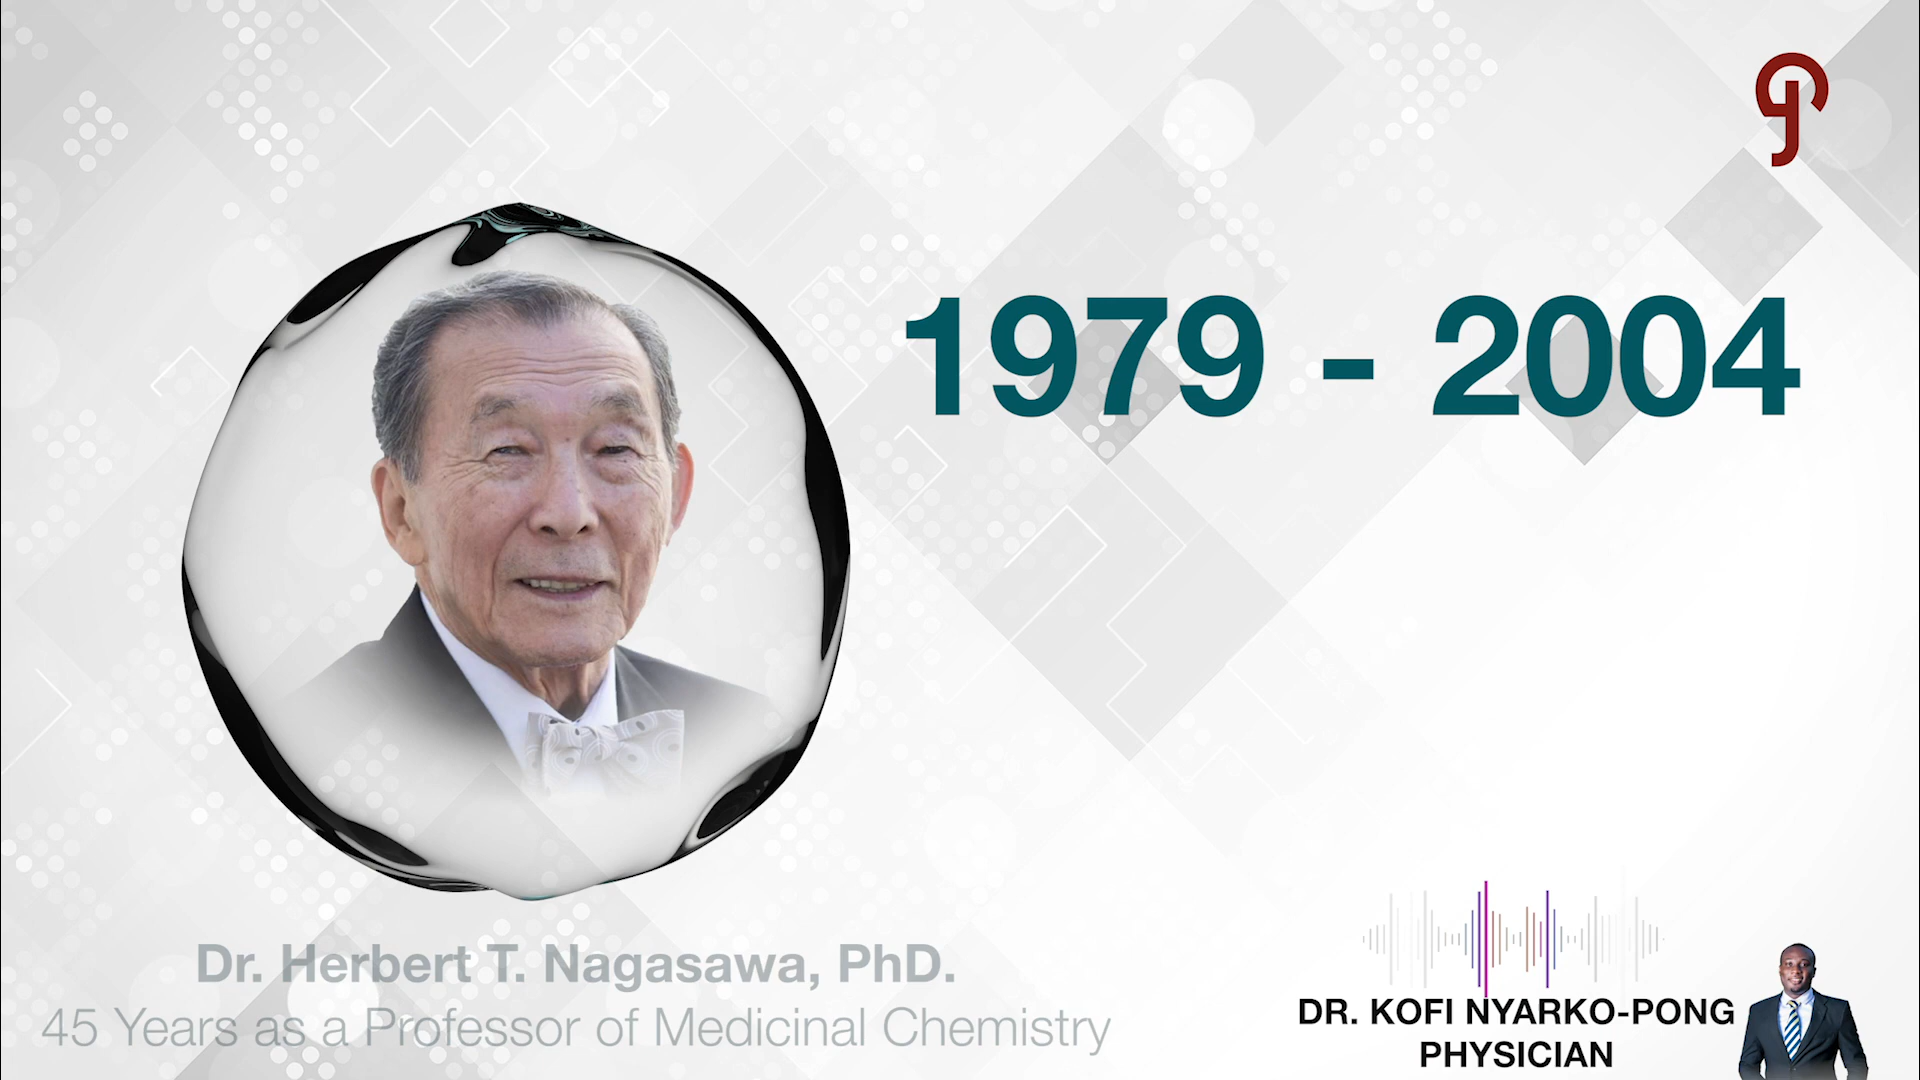 1979 - 2004
Dr. Herbert T. Nagasawa, PhD.
45 Years as a Professor of Medicinal Chemistry
DR. KOFI NYARKO-PONG
PHYSICIAN